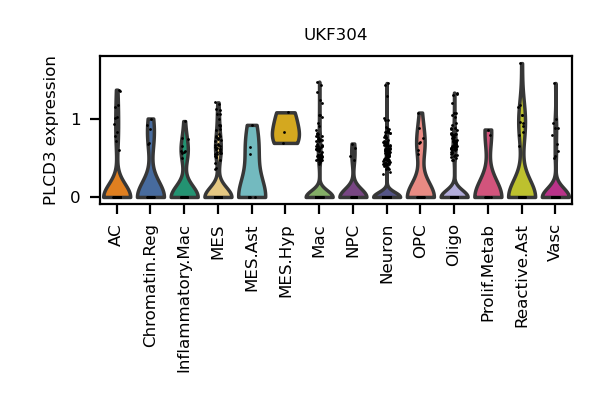 UKF304
PLCD3 expression
1
0
AC
Chromatin.Reg
Inflammatory.Mac
MES
MES.Ast
MES.Hyp
Mac
NPC
Neuron
OPC
Oligo
Prolif.Metab
Reactive.Ast
Vasc